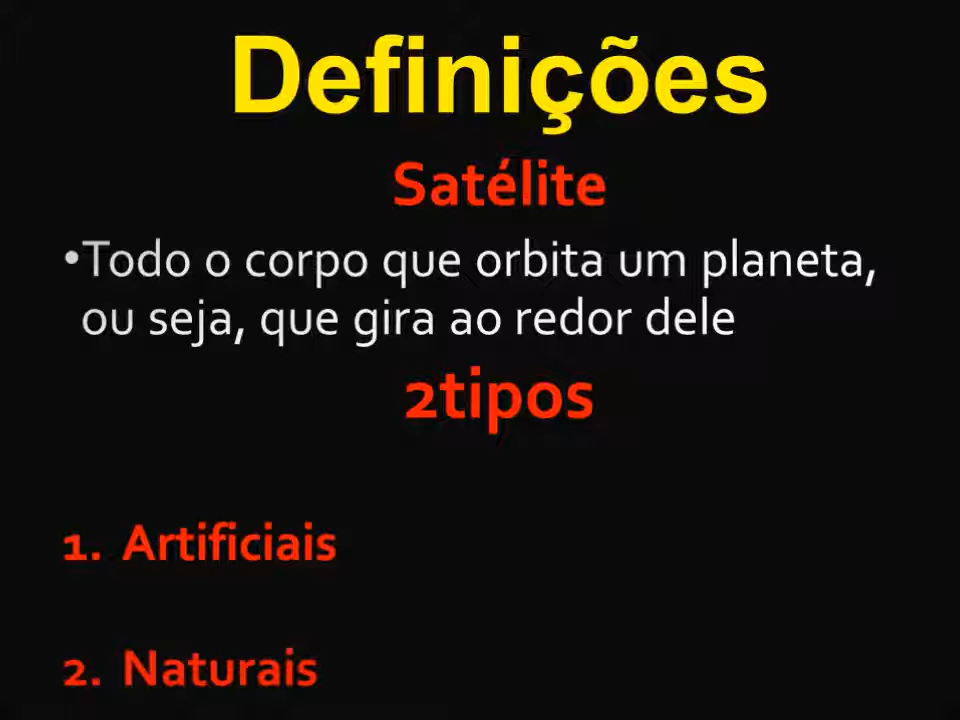 Definições
Satélite
•Todo o corpo que orbita um planeta,
ou seja, que gira ao redor dele
2tipos
1. Artificiais
2. Naturais